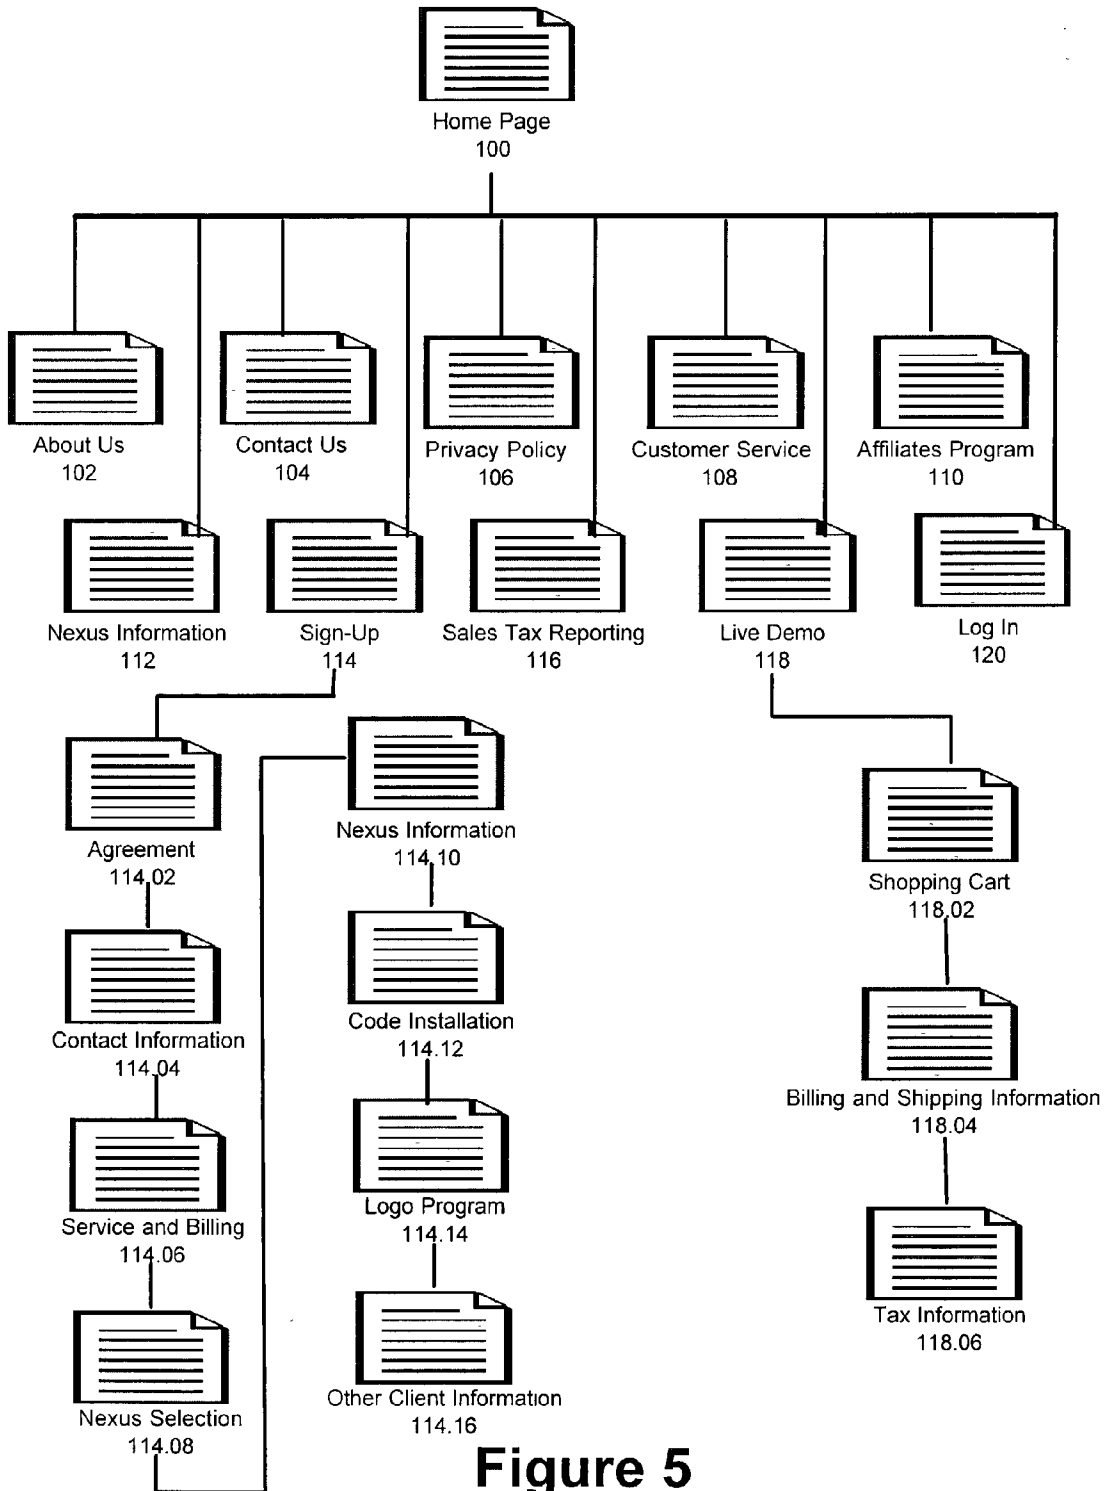 Home Page
100
About Us
102
Contact Us
104
Privacy Policy
106
Customer Service
108
Affiliates Program
110
Nexus Information
112
Sign-Up
114
Sales Tax Reporting
116
Live Demo
118
Log In
120
Agreement
114.02
Contact Information
114.04
Service and Billing
114.06
Nexus Selection
114.08
Nexus Information
114.10
Code Installation
114.12
Logo Program
114.14
Other Client Information
114.16
Shopping Cart
118.02
Billing and Shipping Information
118.04
Tax Information
118.06
Figure 5